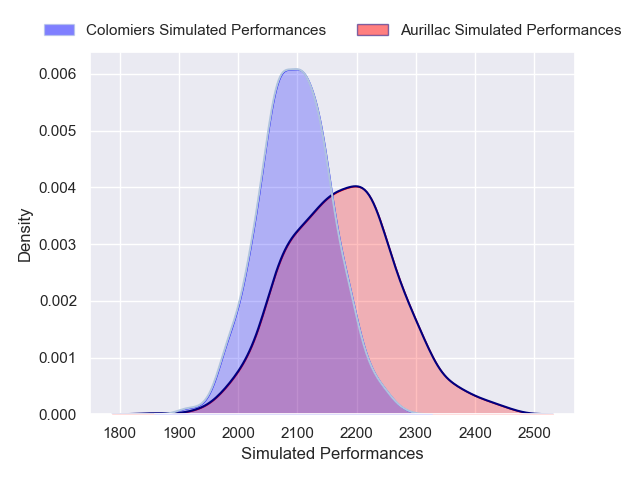 Colomiers Simulated Performances Aurillac Simulated Performances
0.006
0.005
0.004
0.003
0.002
0.001
0.000
Density
1800 1900 2000 2100 2200 2300 2400 2500
Simulated Performances